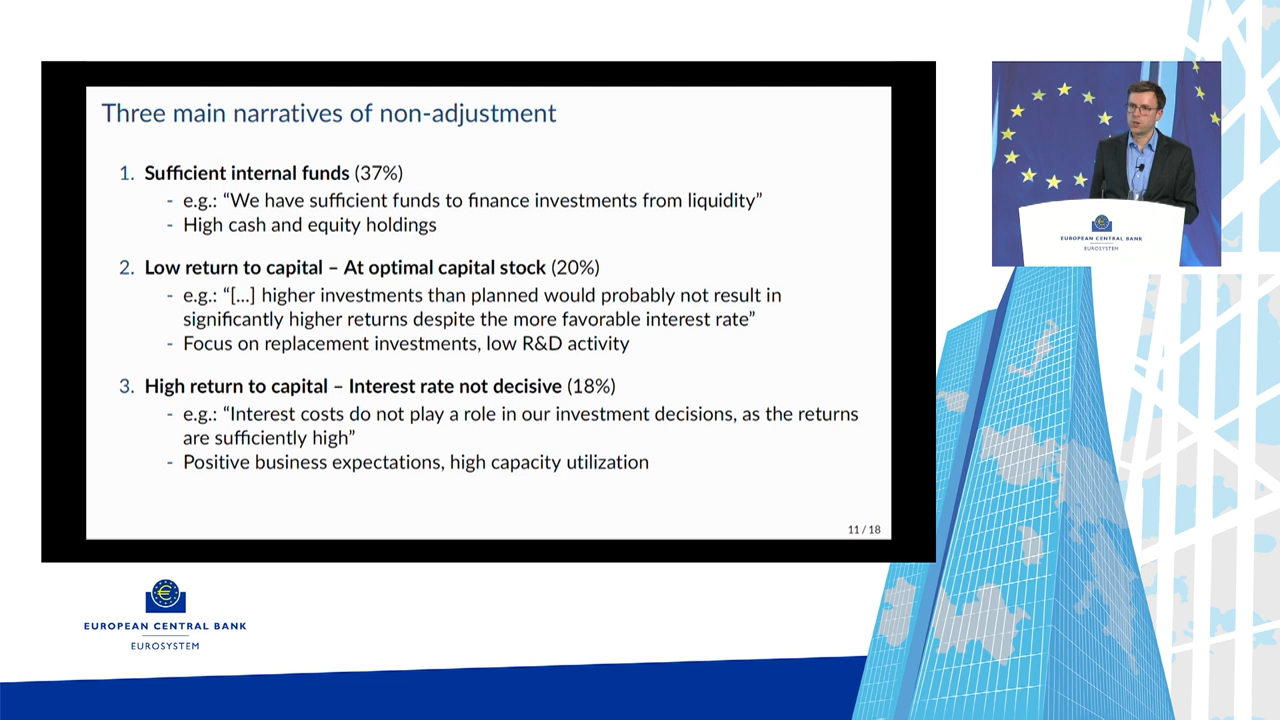 Three main narratives of non-adjustment
1. Sufficient internal funds (37%)
- e.g.: “We have sufficient funds to finance investments from liquidity”
- High cash and equity holdings
2. Low return to capital – At optimal capital stock (20%)
- e.g.: “[...] higher investments than planned would probably not result in
significantly higher returns despite the more favorable interest rate”
- Focus on replacement investments, low R&D activity
3. High return to capital – Interest rate not decisive (18%)
- e.g.: “Interest costs do not play a role in our investment decisions, as the returns
are sufficiently high”
- Positive business expectations, high capacity utilization
11 / 18
EUROPEAN CENTRAL BANK
EUROSYSTEM
EUROPEAN CENTRAL BANK
EUROSYSTEM